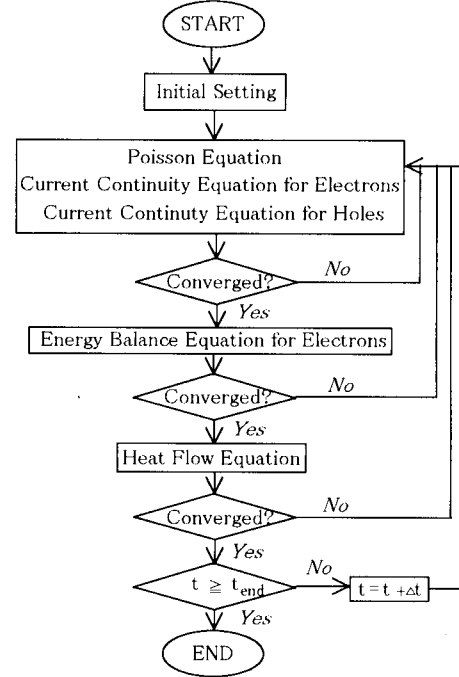 START
Initial Setting
Poisson Equation
Current Continuity Equation for Electrons
Current Continuty Equation for Holes
Converged?
No
Yes
Energy Balance Equation for Electrons
Converged?
No
Yes
Heat Flow Equation
Converged?
No
Yes
t ≧ tend
No
t = t + Δt
Yes
END